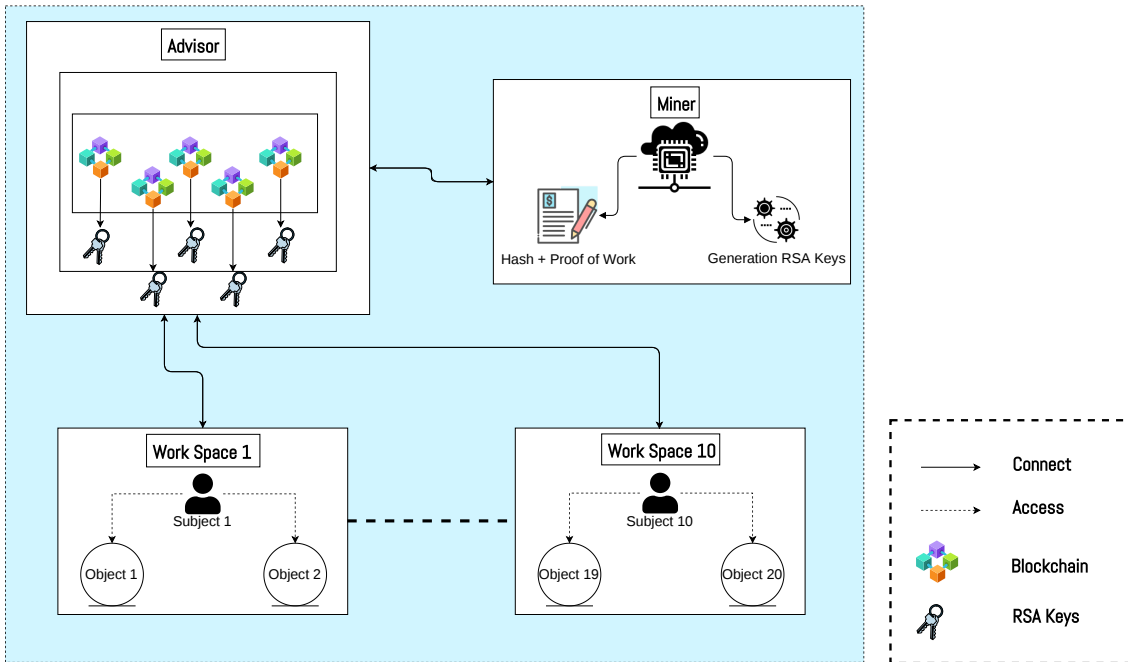 Advisor
Miner
Hash + Proof of Work
Generation RSA Keys
Work Space 1
Subject 1
Object 1
Object 2
Work Space 10
Subject 10
Object 19
Object 20
Connect
Access
Blockchain
RSA Keys